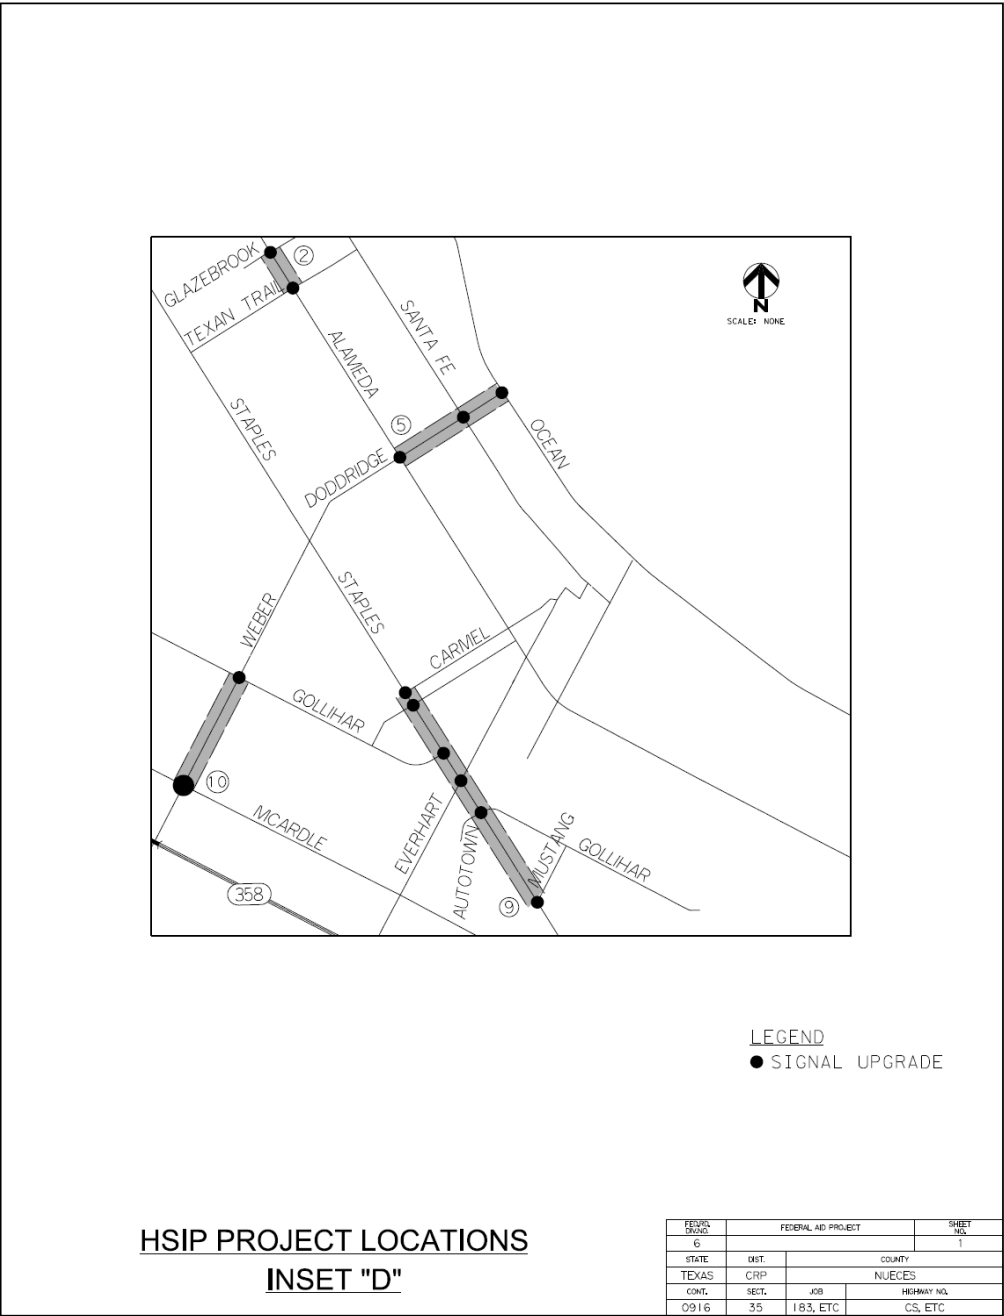 GLAZEBROOK
2
TEXAN TRAIL
N
SCALE: NONE
SANTA FE
ALAMEDA
STAPLES
5
OCEAN
DODDRIDGE
STAPLES
WEBER
CARMEL
GOLLIHAR
10
MCARDLE
EVERHART
AUTOTOWN
MUSTANG
GOLLIHAR
358
9
LEGEND
SIGNAL UPGRADE
HSIP PROJECT LOCATIONS
INSET "D"
FED.RD. DIV.NO. FEDERAL AID PROJECT SHEET NO.
6 1
STATE DIST. COUNTY
TEXAS CRP NUECES
CONT. SECT. JOB HIGHWAY NO.
0916 35 183, ETC CS, ETC